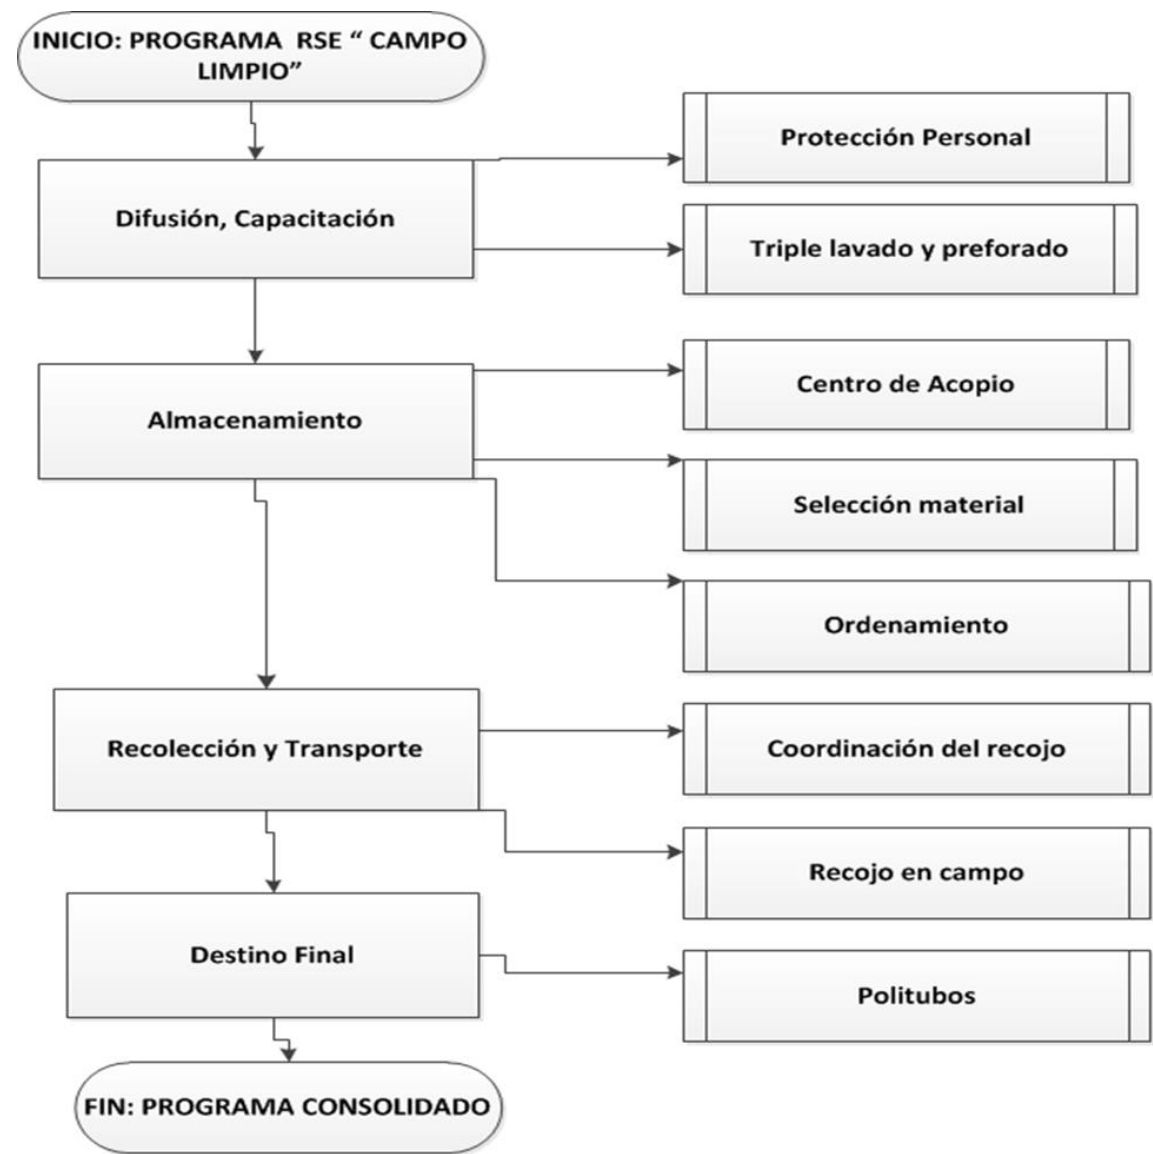 INICIO: PROGRAMA RSE “ CAMPO
LIMPIO”
Protección Personal
Difusión, Capacitación
Triple lavado y preforado
Centro de Acopio
Almacenamiento
Selección material
Ordenamiento
Recolección y Transporte
Coordinación del recojo
Recojo en campo
Destino Final
Politubos
FIN: PROGRAMA CONSOLIDADO